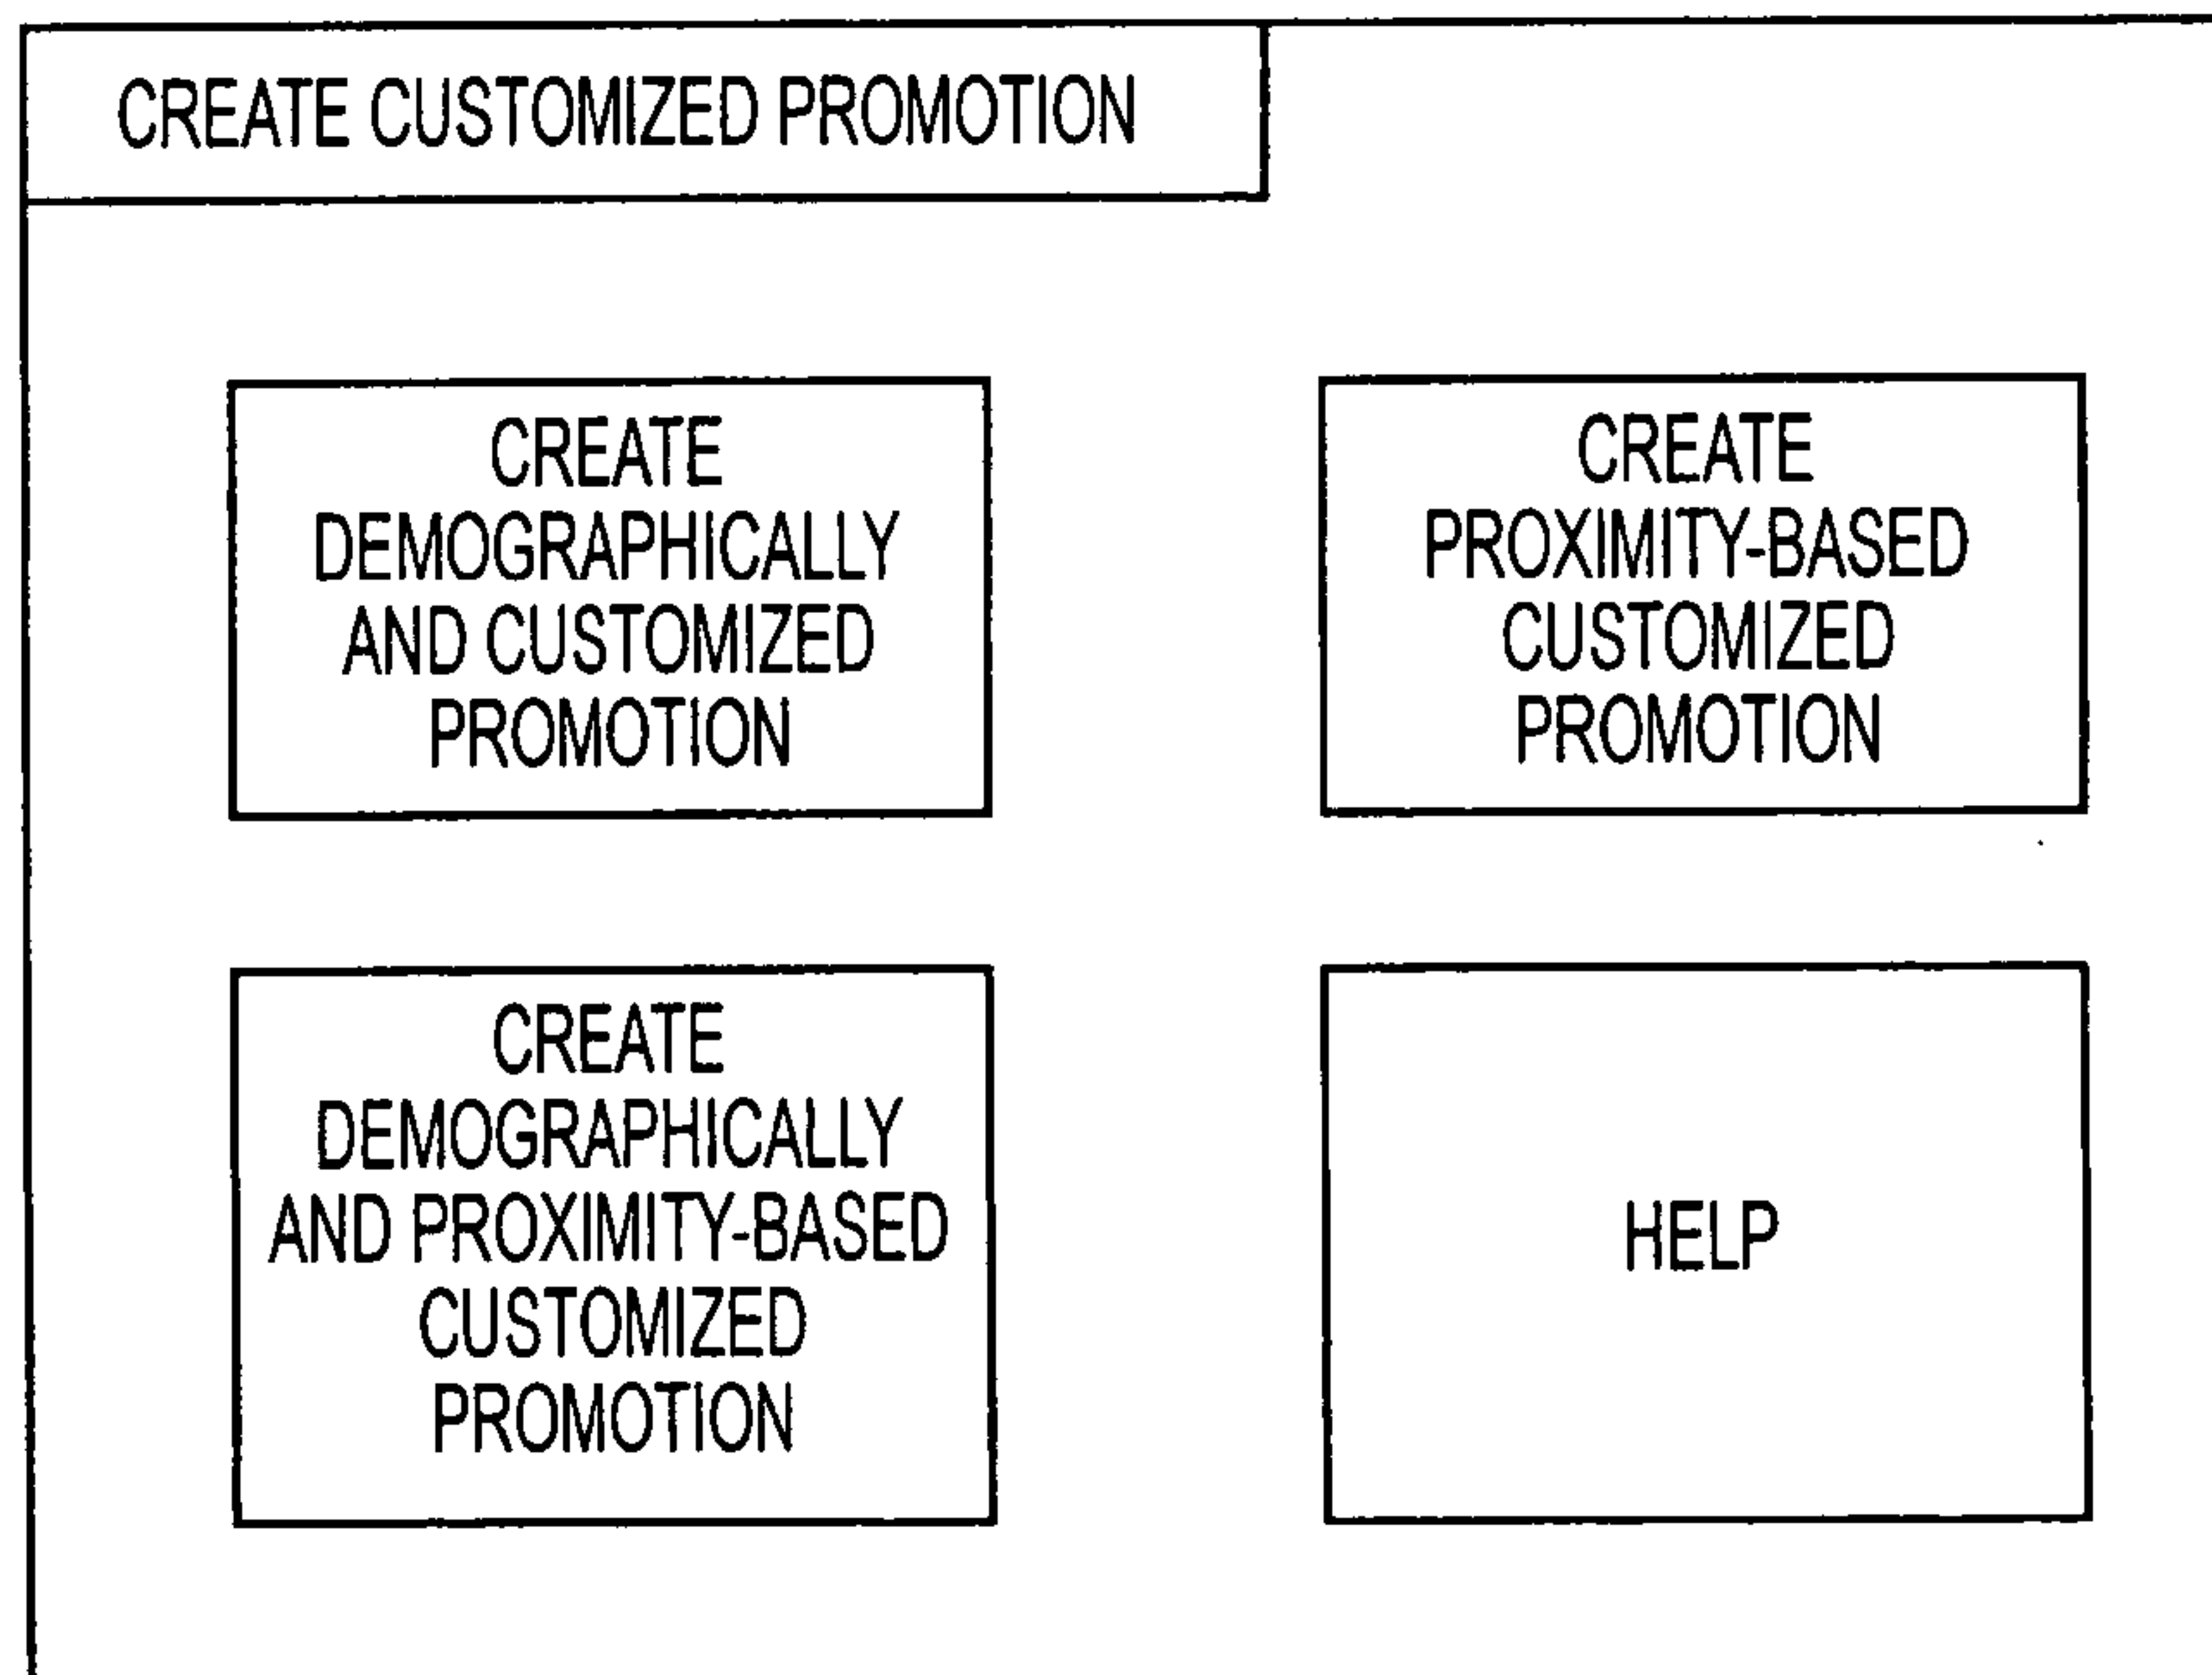 CREATE CUSTOMIZED PROMOTION
CREATE
DEMOGRAPHICALLY
AND CUSTOMIZED
PROMOTION
CREATE
PROXIMITY-BASED
CUSTOMIZED
PROMOTION
CREATE
DEMOGRAPHICALLY
AND PROXIMITY-BASED
CUSTOMIZED
PROMOTION
HELP